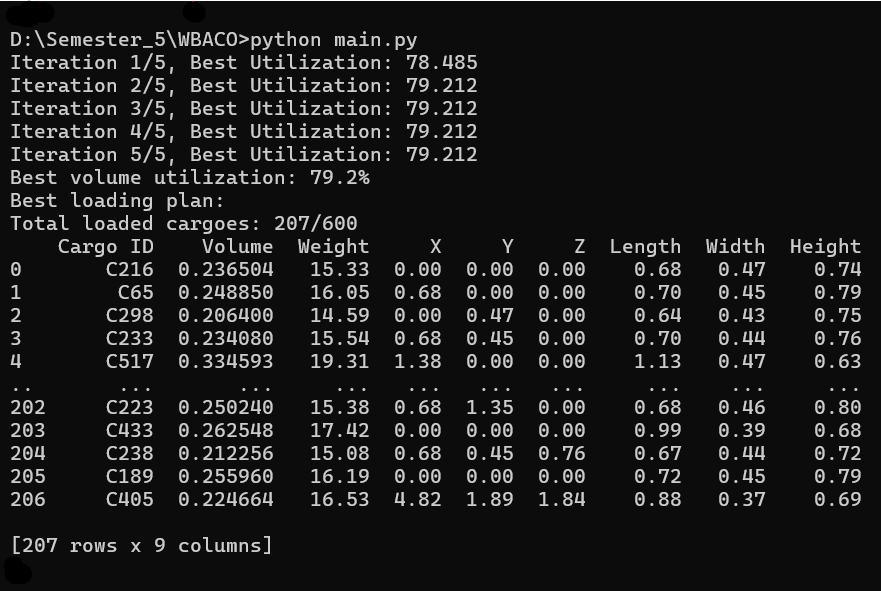 D:\Semester_5\WBACO>python main.py
Iteration 1/5, Best Utilization: 78.485
Iteration 2/5, Best Utilization: 79.212
Iteration 3/5, Best Utilization: 79.212
Iteration 4/5, Best Utilization: 79.212
Iteration 5/5, Best Utilization: 79.212
Best volume utilization: 79.2%
Best loading plan:
Total loaded cargoes: 207/600
    Cargo ID    Volume  Weight     X     Y     Z  Length  Width  Height
0       C216  0.236504   15.33  0.00  0.00  0.00    0.68   0.47    0.74
1        C65  0.248850   16.05  0.68  0.00  0.00    0.70   0.45    0.79
2       C298  0.206400   14.59  0.00  0.47  0.00    0.64   0.43    0.75
3       C233  0.234080   15.54  0.68  0.45  0.00    0.70   0.44    0.76
4       C517  0.334593   19.31  1.38  0.00  0.00    1.13   0.47    0.63
..       ...       ...     ...   ...   ...   ...     ...    ...     ...
202     C223  0.250240   15.38  0.68  1.35  0.00    0.68   0.46    0.80
203     C433  0.262548   17.42  0.00  0.00  0.00    0.99   0.39    0.68
204     C238  0.212256   15.08  0.68  0.45  0.76    0.67   0.44    0.72
205     C189  0.255960   16.19  0.00  0.00  0.00    0.72   0.45    0.79
206     C405  0.224664   16.53  4.82  1.89  1.84    0.88   0.37    0.69
[207 rows x 9 columns]